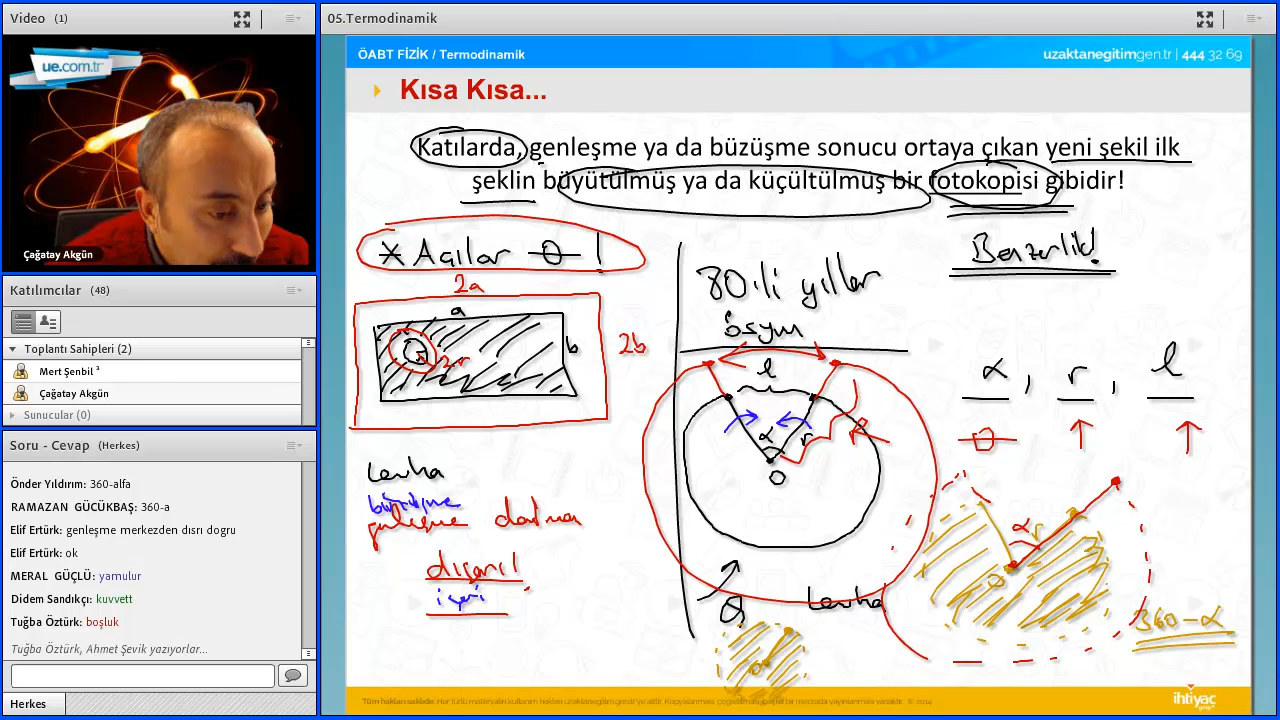 Video (1)
05.Termodinamik
ue.com.tr
Çağatay Akgün
Katılımcılar (48)
Toplantı Sahipleri (2)
Mert Şenbil
Çağatay Akgün
Sunucular (0)
Soru - Cevap (Herkes)
Önder Yıldırım: 360-alfa
RAMAZAN GÜCÜKBAŞ: 360-a
Elif Ertürk: genleşme merkezden dısrı dogru
Elif Ertürk: ok
MERAL GÜÇLÜ: yamulur
Didem Sandıkçı: kuvvett
Tuğba Öztürk: boşluk
Tuğba Öztürk, Ahmet Şevik yazıyorlar...
Herkes
ÖABT FİZİK / Termodinamik
uzaktanegitimgen.tr | 444 32 69
Kısa Kısa...
Katılarda, genleşme ya da büzüşme sonucu ortaya çıkan yeni şekil ilk
şeklin büyütülmüş ya da küçültülmüş bir fotokopisi gibidir!
Açılar !
Benzerlik!
2a
a
b
2b
2r
80'li yıllar
ösym
l
α
r
O
α, r, l
Levha
büzülme
genleşme daima
dışarı!
içeri
Q
Levha
α
r
O
360-α
ihtiyaç